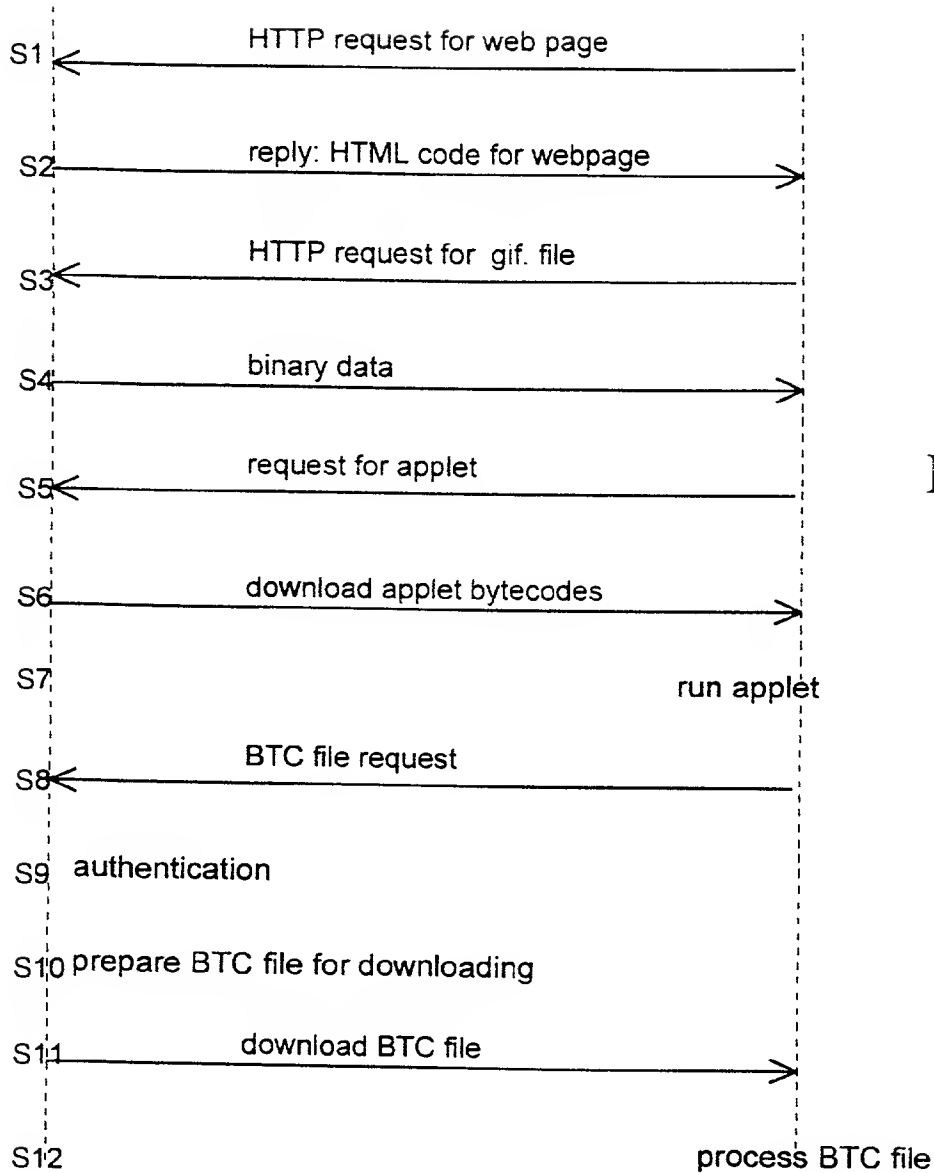 HTTP request for web page
S1
reply: HTML code for webpage
S2
HTTP request for gif. file
S3
binary data
S4
request for applet
S5
download applet bytecodes
S6
S7 run applet
BTC file request
S8
S9 authentication
S10 prepare BTC file for downloading
download BTC file
S11
S12 process BTC file